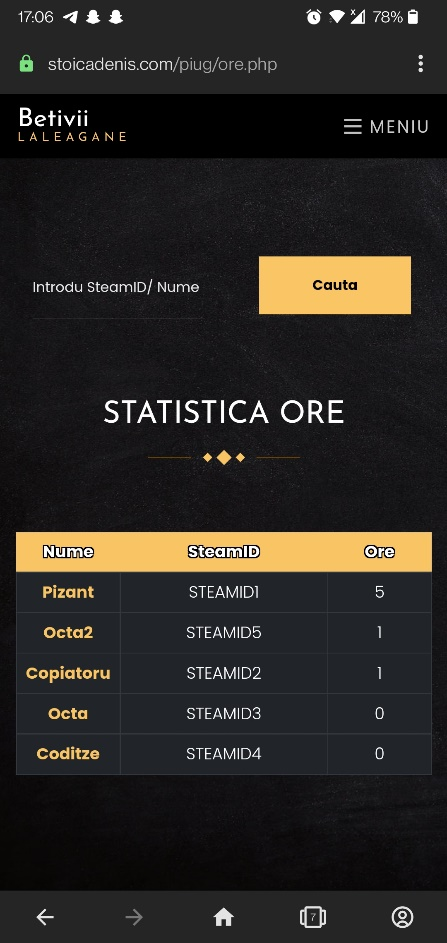 17:06 78%
stoicadenis.com/piug/ore.php
Betivii
LALEAGANE
MENIU
Introdu SteamID/ Nume
Cauta
STATISTICA ORE
Nume SteamID Ore
Pizant STEAMID1 5
Octa2 STEAMID5 1
Copiatoru STEAMID2 1
Octa STEAMID3 0
Coditze STEAMID4 0
7